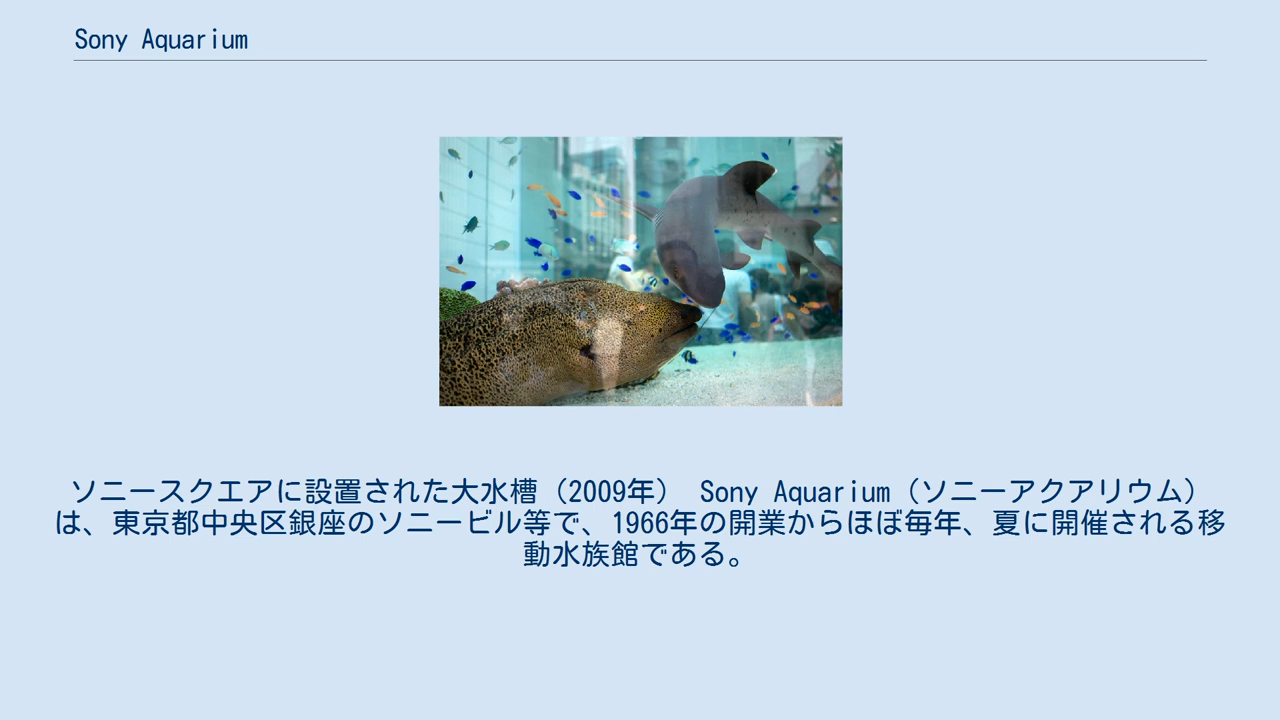 Sony Aquarium
ソニースクエアに設置された大水槽（2009年） Sony Aquarium（ソニーアクアリウム）
は、東京都中央区銀座のソニービル等で、1966年の開業からほぼ毎年、夏に開催される移
動水族館である。